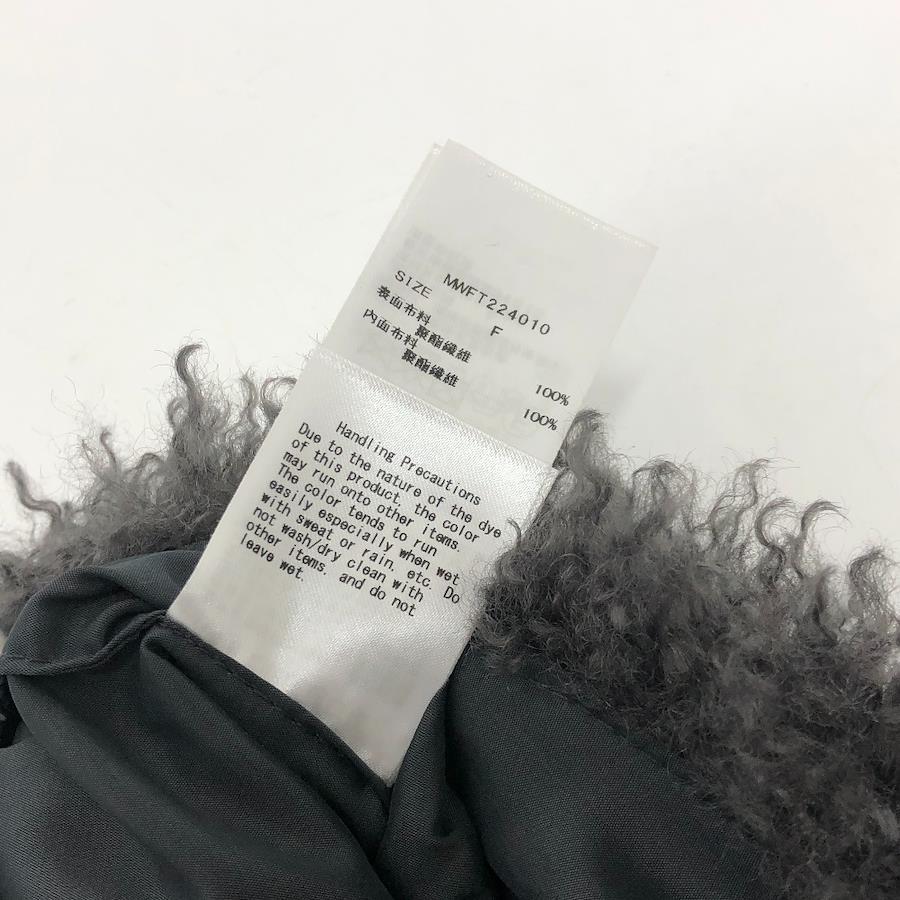 MWFT224010
SIZE F
表面布料
聚酯纖維 100%
内面布料
聚酯纖維 100%
Handling Precautions
Due to the nature of the dye
of this product, the color
may run onto other items.
The color tends to run
easily especially when wet
with sweat or rain, etc. Do
not wash/dry clean with
other items, and do not
leave wet.